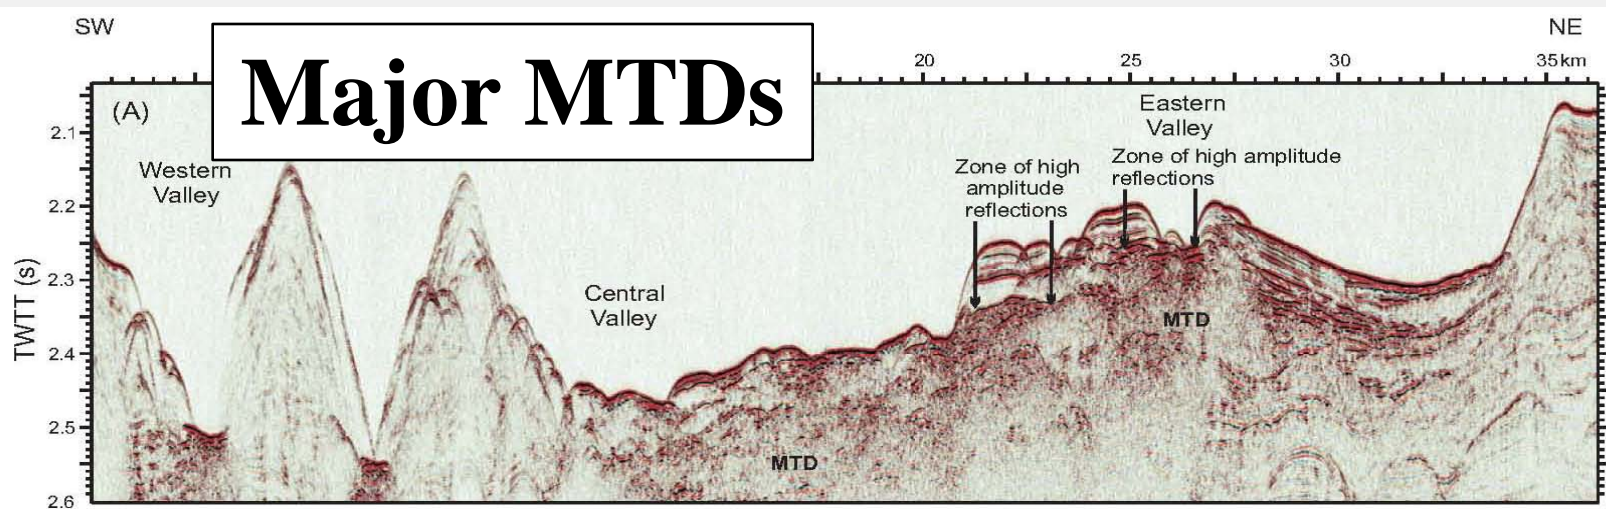 SW
NE
Major MTDs
20
25
30
35km
(A)
Eastern
Valley
2.1
Western
Valley
Zone of high
amplitude
reflections
Zone of high amplitude
reflections
2.2
2.3
Central
Valley
TWTT (s)
MTD
2.4
2.5
MTD
2.6